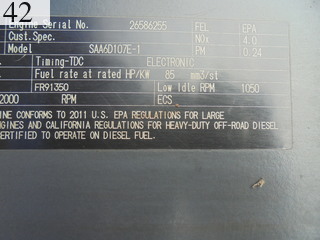 42
Engine Serial No. 26586255 FEL EPA
Cust.Spec. NOx 4.0
Model SAA6D107E-1 PM 0.24
Timing-TDC ELECTRONIC
Fuel rate at rated HP/KW 85 mm3/st
FR91350 Low Idle RPM 1050
2000 RPM ECS
INE CONFORMS TO 2011 U.S. EPA REGULATIONS FOR LARGE
NGINES AND CALIFORNIA REGULATIONS FOR HEAVY-DUTY OFF-ROAD DIESEL
CERTIFIED TO OPERATE ON DIESEL FUEL.